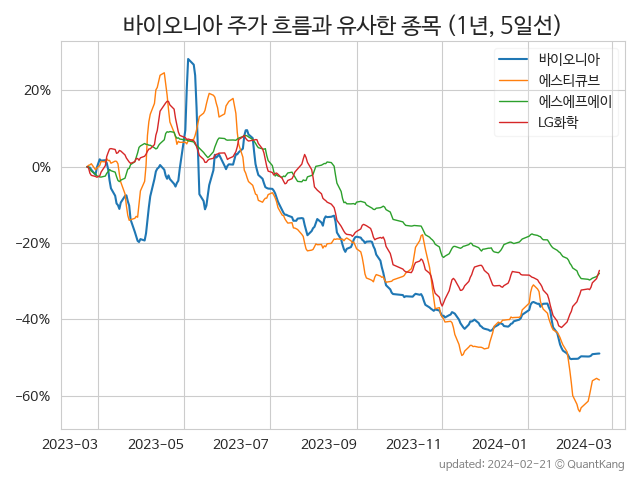 바이오니아 주가 흐름과 유사한 종목 (1년, 5일선)
바이오니아
에스티큐브
에스에프에이
LG화학
20%
0%
−20%
−40%
−60%
2023-03 2023-05 2023-07 2023-09 2023-11 2024-01 2024-03
updated: 2024-02-21 © QuantKang